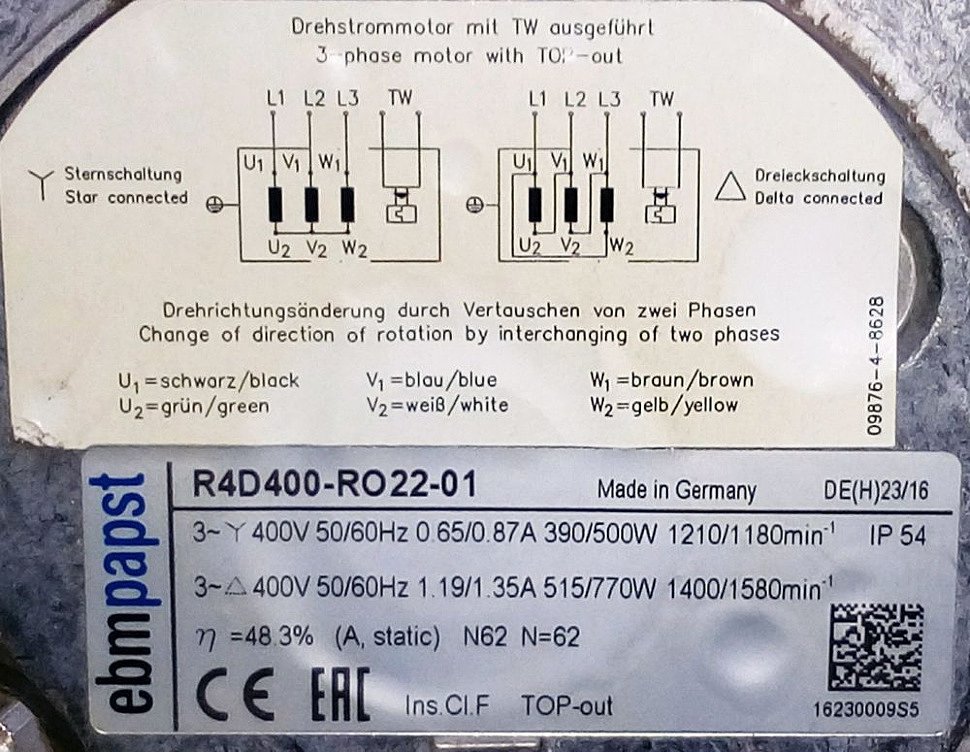 Drehstrommotor mit TW ausgeführt
3-phase motor with TOP-out
L1 L2 L3 TW
L1 L2 L3 TW
U1 V1 W1
U1 V1 W1
Sternschaltung
Star connected
Dreieckschaltung
Delta connected
U2 V2 W2
U2 V2 W2
Drehrichtungsänderung durch Vertauschen von zwei Phasen
Change of direction of rotation by interchanging of two phases
U1=schwarz/black V1=blau/blue W1=braun/brown
U2=grün/green V2=weiß/white W2=gelb/yellow
09876-4-8628
ebmpapst
R4D400-RO22-01 Made in Germany DE(H)23/16
3~ Y 400V 50/60Hz 0.65/0.87A 390/500W 1210/1180min-1 IP 54
3~ △ 400V 50/60Hz 1.19/1.35A 515/770W 1400/1580min-1
η =48.3% (A, static) N62 N=62
CE EAC Ins.Cl.F TOP-out
16230009S5